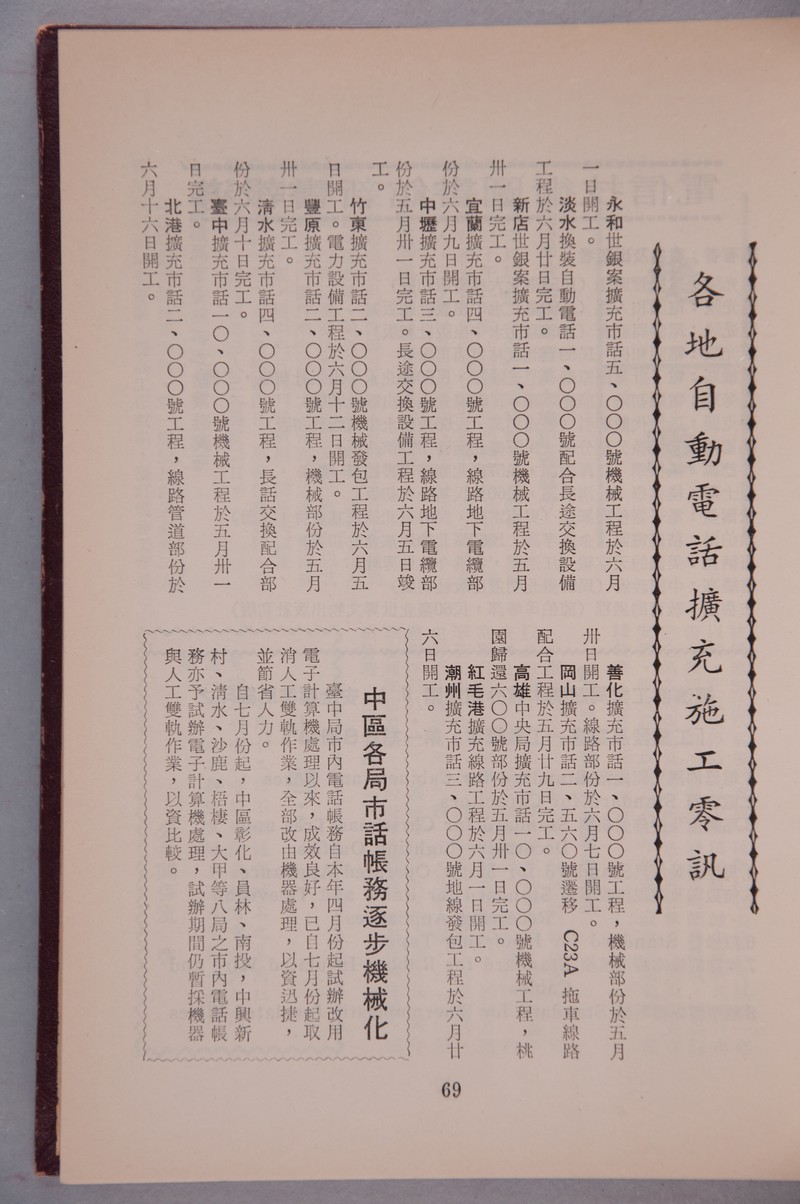 各地自動電話擴充施工零訊
永和世銀案擴充市話五、〇〇〇號機械工程於六月
一日開工。
淡水換裝自動電話一、〇〇〇號配合長途交換設備
工程於六月廿日完工。
新店世銀案擴充市話一、〇〇〇號機械工程於五月
卅一日完工。
宜蘭擴充市話四、〇〇〇號工程，線路地下電纜部
份於六月九日開工。
中壢擴充市話三、〇〇〇號工程，線路地下電纜部
份於五月卅一日完工。長途交換設備工程於六月五日竣
工。
竹東擴充市話二、〇〇〇號機械發包工程於六月五
日開工。電力設備工程於六月十二日開工。
豐原擴充市話二、〇〇〇號工程，機械部份於五月
卅一日完工。
清水擴充市話四、〇〇〇號工程，長話交換配合部
份於六月十日完工。
臺中擴充市話一〇、〇〇〇號機械工程於五月卅一
日完工。
北港擴充市話二、〇〇〇號工程，線路管道部份於
六月十六日開工。
善化擴充市話一、〇〇〇號工程，機械部份於五月
卅日開工。線路部份於六月七日開工。
岡山擴充市話二、五六〇號遷移 C23A 拖車線路
配合工程於五月廿九日完工。
高雄中央局擴充市話一〇、〇〇〇號機械工程，桃
園歸還六〇〇號部份於五月卅一日完工。
紅毛港擴充線路工程於六月一日開工。
潮州擴充市話三、〇〇〇號地線發包工程於六月廿
六日開工。
中區各局市話帳務逐步機械化
臺中局市內電話帳務自本年四月份起試辦改用
電子計算機處理以來，成效良好，已自七月份起取
消人工雙軌作業，全部改由機器處理，以資迅捷，
並節省人力。
自七月份起，中區彰化、員林、南投，中興新
村、清水、沙鹿、梧棲、大甲等八局之市內電話帳
務亦予試辦電子計算機處理，試辦期間仍暫採機器
與人工雙軌作業，以資比較。
69